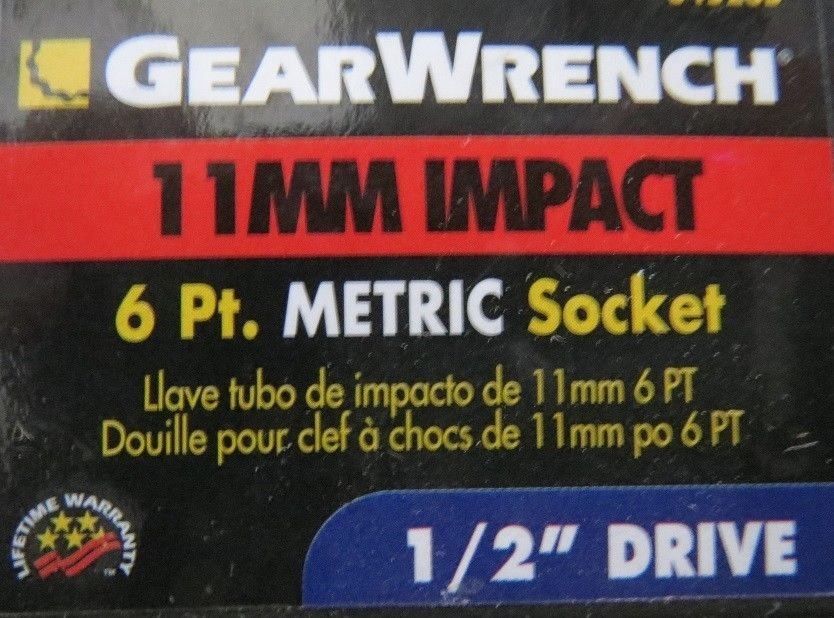 GEARWRENCH
11MM IMPACT
6 Pt. METRIC Socket
Llave tubo de impacto de 11mm 6 PT
Douille pour clef à chocs de 11mm po 6 PT
LIFETIME WARRANTY
TM
1/2" DRIVE